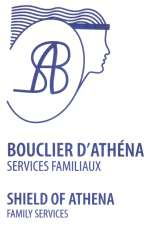 BOUCLIER D'ATHÉNA
SERVICES FAMILIAUX
SHIELD OF ATHENA
FAMILY SERVICES